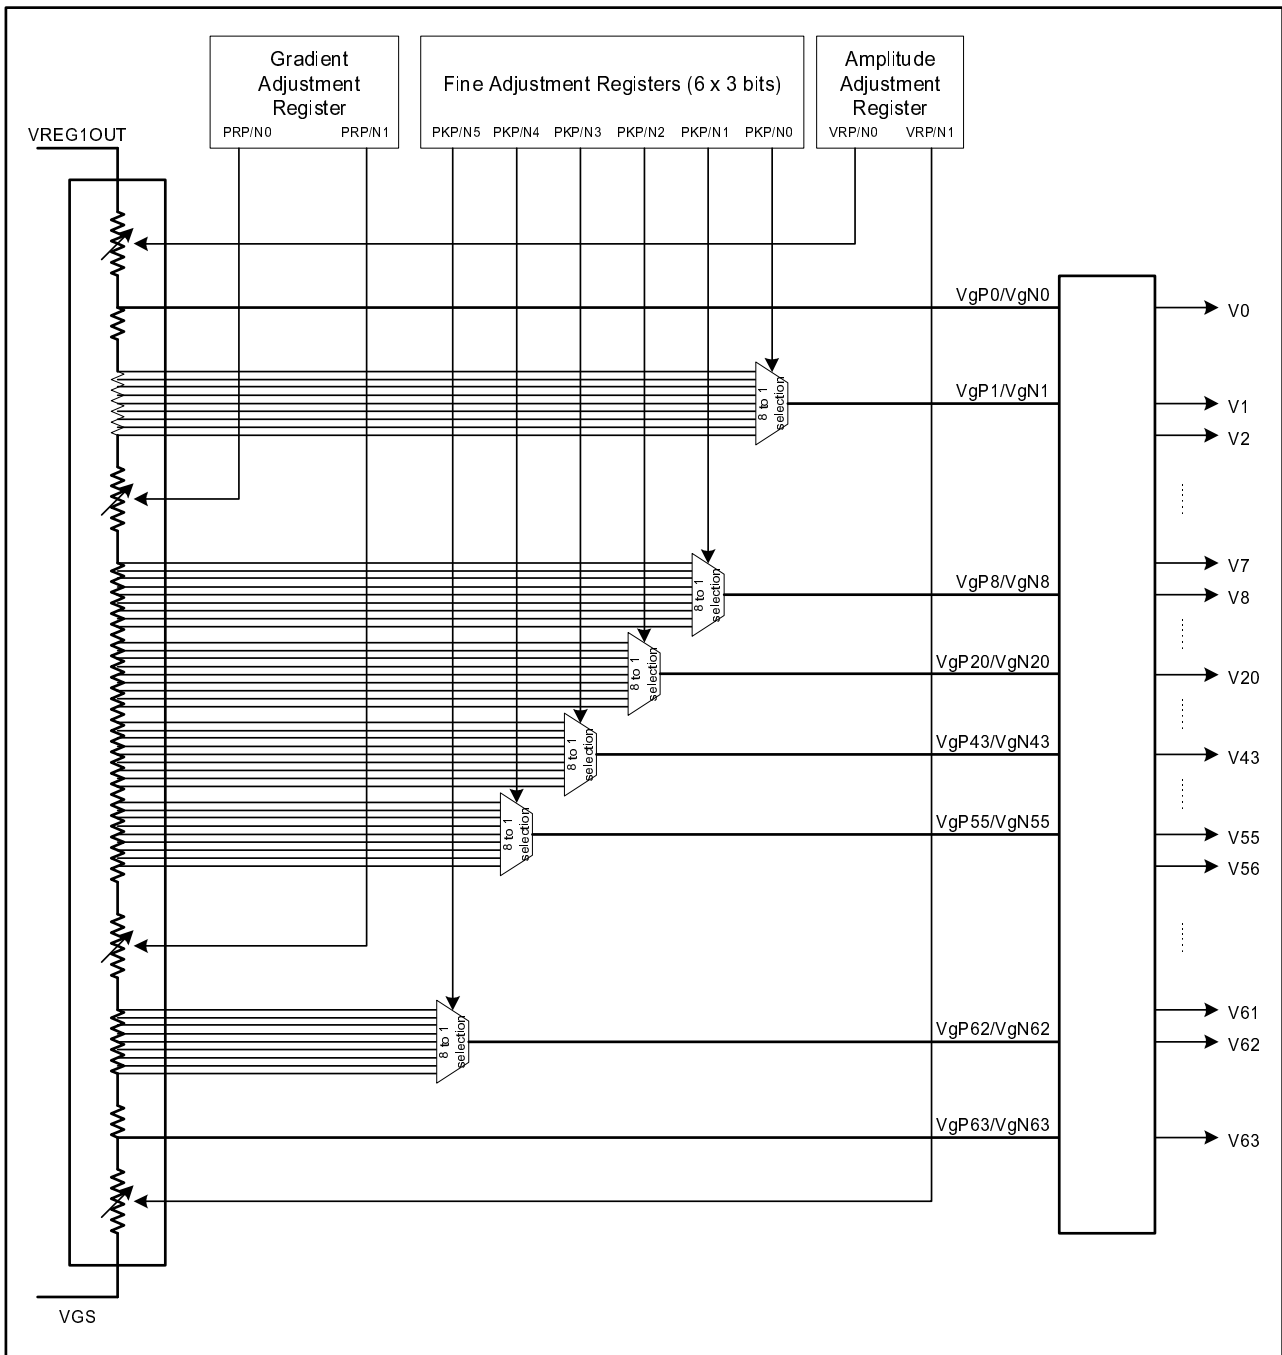 Gradient
Adjustment
Register
PRP/N0 PRP/N1
Fine Adjustment Registers (6 x 3 bits)
PKP/N5 PKP/N4 PKP/N3 PKP/N2 PKP/N1 PKP/N0
Amplitude
Adjustment
Register
VRP/N0 VRP/N1
VREG1OUT
VgP0/VgN0
V0
8 to 1
selection
VgP1/VgN1
V1
V2
V7
8 to 1
selection
VgP8/VgN8
V8
8 to 1
selection
VgP20/VgN20
V20
8 to 1
selection
VgP43/VgN43
V43
8 to 1
selection
VgP55/VgN55
V55
V56
V61
8 to 1
selection
VgP62/VgN62
V62
VgP63/VgN63
V63
VGS